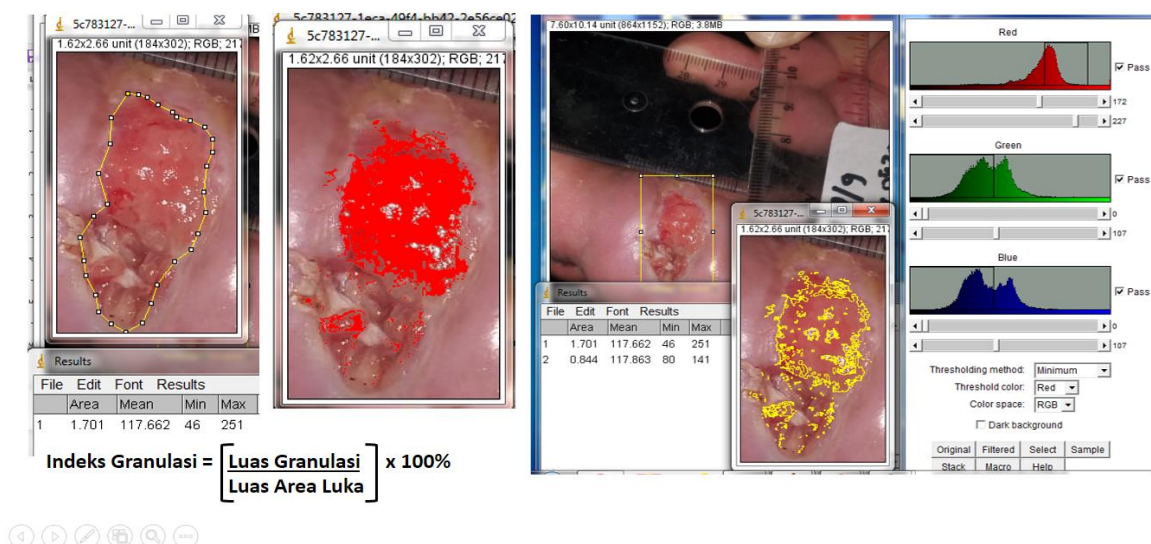 5c783127-...
1.62x2.66 unit (184x302); RGB; 217
Results
File Edit Font Results
Area Mean Min Max
1 1.701 117.662 46 251
5c783127-1eca-49f4-bb42-2e56ce02
5c783127-...
1.62x2.66 unit (184x302); RGB; 217
Indeks Granulasi = Luas Granulasi x 100%
Luas Area Luka
7.60x10.14 unit (864x1152); RGB; 3.8MB
5c783127-...
1.62x2.66 unit (184x302); RGB; 217
Results
File Edit Font Results
Area Mean Min Max
1 1.701 117.662 46 251
2 0.844 117.863 80 141
Red
Pass
172
227
Green
Pass
0
107
Blue
Pass
0
107
Thresholding method: Minimum
Threshold color: Red
Color space: RGB
Dark background
Original Filtered Select Sample
Stack Macro Help